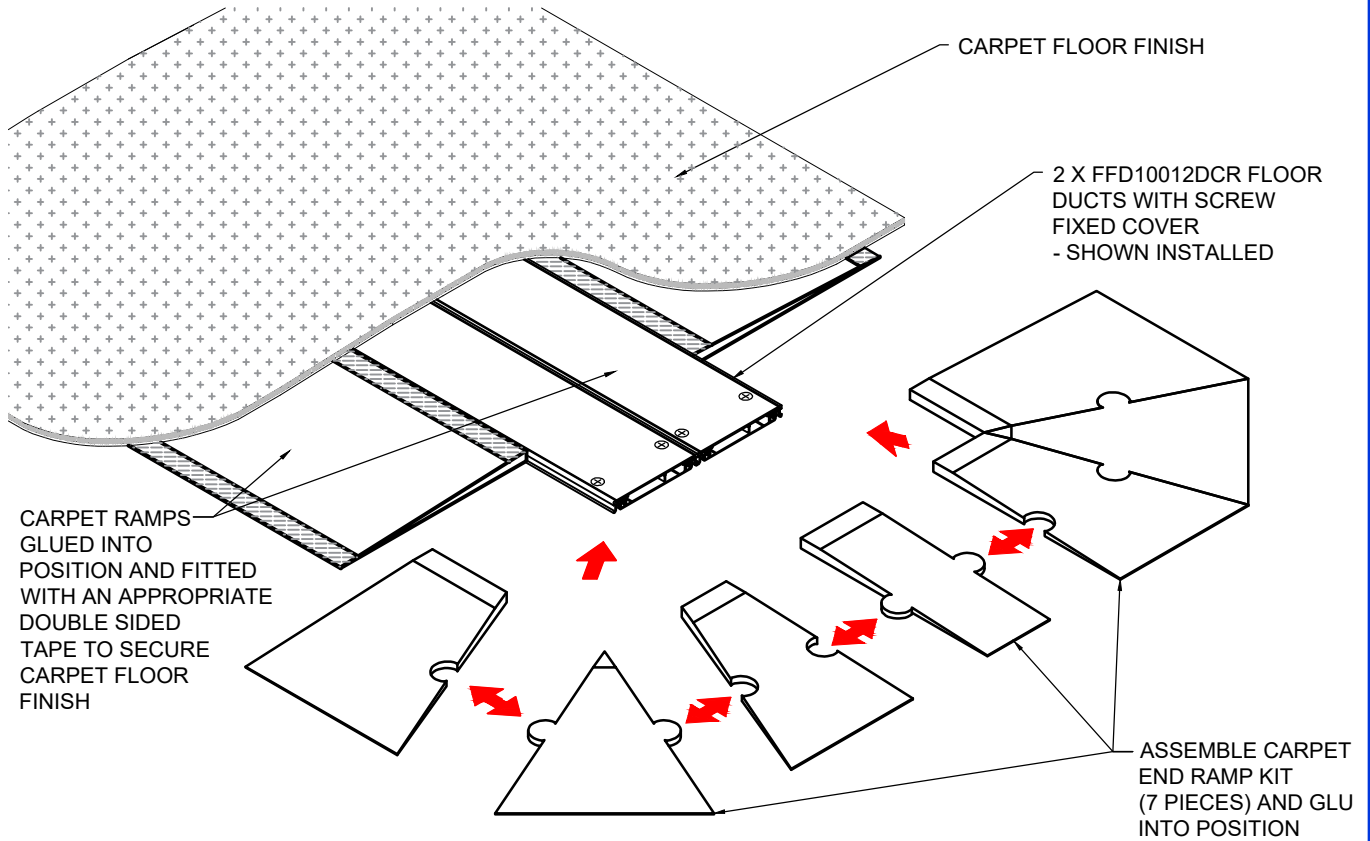 CARPET FLOOR FINISH
2 X FFD10012DCR FLOOR
DUCTS WITH SCREW
FIXED COVER
- SHOWN INSTALLED
CARPET RAMPS
GLUED INTO
POSITION AND FITTED
WITH AN APPROPRIATE
DOUBLE SIDED
TAPE TO SECURE
CARPET FLOOR
FINISH
ASSEMBLE CARPET
END RAMP KIT
(7 PIECES) AND GLU
INTO POSITION